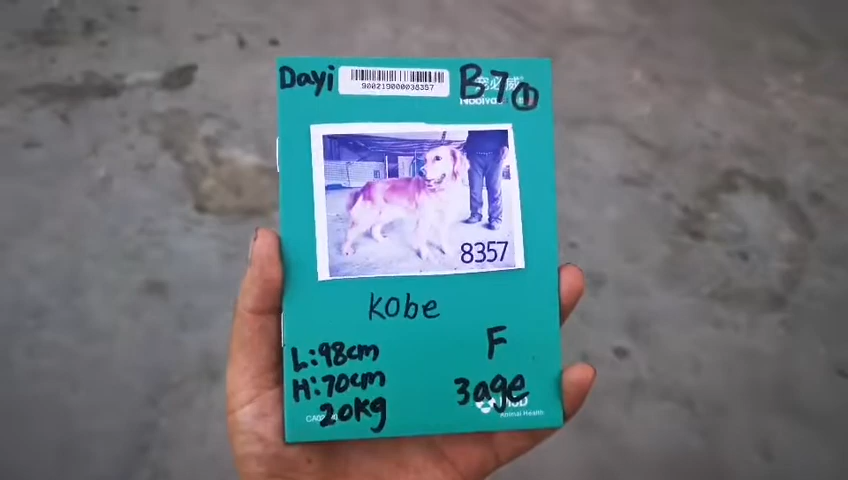 Dayi
900219000038357
B70
8357
Kobe
L:98cm
F
H:70cm
3age
20kg
Animal Health